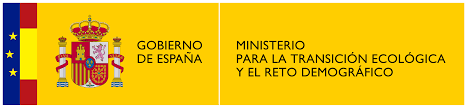 GOBIERNO
DE ESPAÑA
MINISTERIO
PARA LA TRANSICIÓN ECOLÓGICA
Y EL RETO DEMOGRÁFICO